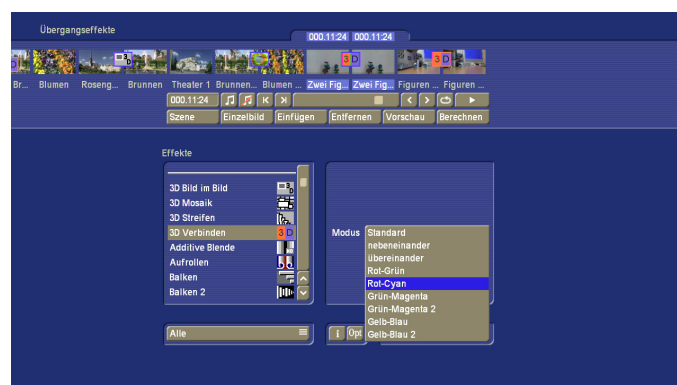 Übergangseffekte
000.11:24 000.11:24
3D 3D 3D
Br... Blumen Roseng... Brunnen Theater 1 Brunnen... Blumen ... Zwei Fig... Zwei Fig... Figuren ... Figuren ...
000.11:24
Szene Einzelbild Einfügen Entfernen Vorschau Berechnen
Effekte
3D Bild im Bild
3D Mosaik
3D Streifen
3D Verbinden 3D
Additive Blende
Aufrollen
Balken
Balken 2
Modus Standard
nebeneinander
übereinander
Rot-Grün
Rot-Cyan
Grün-Magenta
Grün-Magenta 2
Gelb-Blau
Gelb-Blau 2
Alle
i Opt